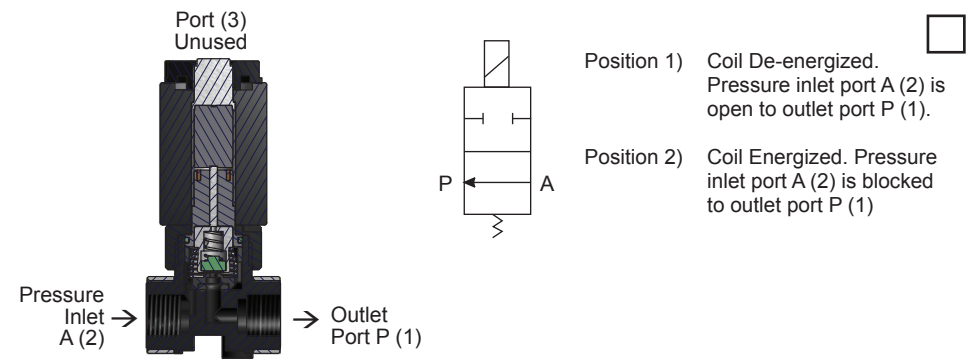 Port (3)
Unused
Pressure
Inlet
A (2)
Outlet
Port P (1)
P
A
Position 1) Coil De-energized.
Pressure inlet port A (2) is
open to outlet port P (1).
Position 2) Coil Energized. Pressure
inlet port A (2) is blocked
to outlet port P (1)